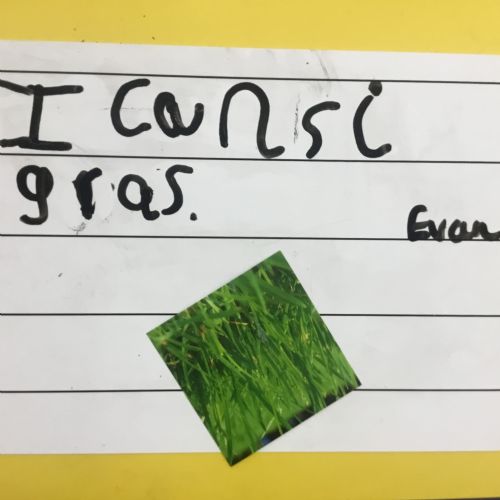 I can si
gras.
Evan